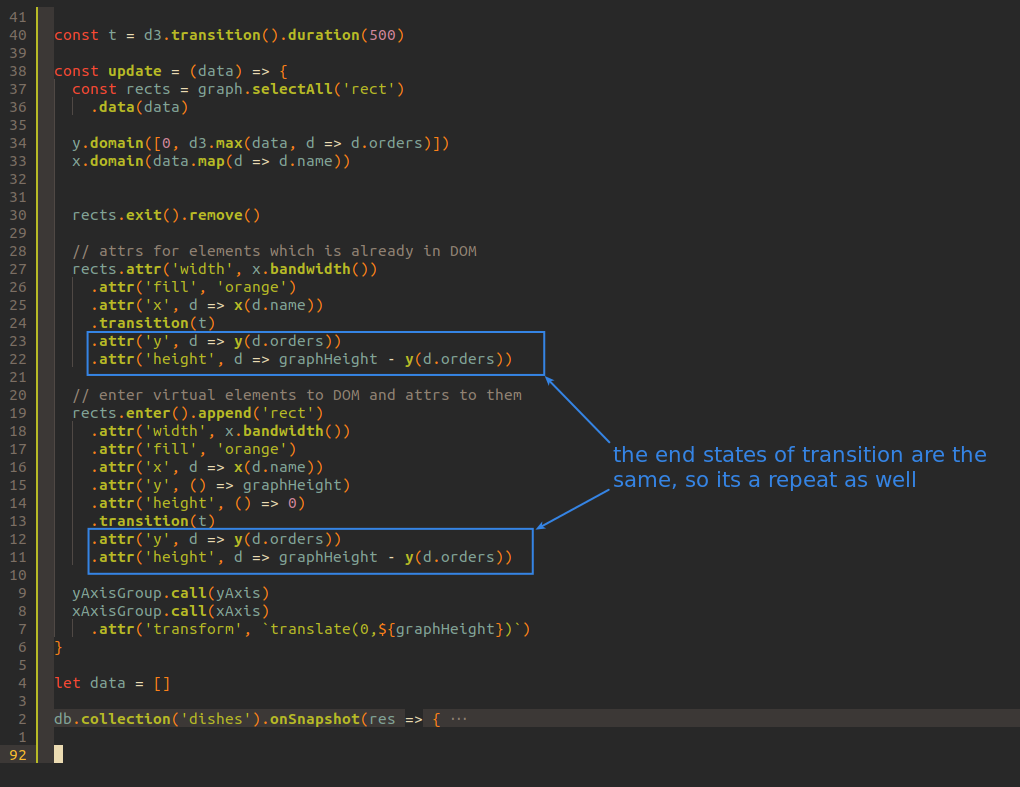 41
40 const t = d3.transition().duration(500)
39
38 const update = (data) => {
37 const rects = graph.selectAll('rect')
36 .data(data)
35
34 y.domain([0, d3.max(data, d => d.orders)])
33 x.domain(data.map(d => d.name))
32
31
30 rects.exit().remove()
29
28 // attrs for elements which is already in DOM
27 rects.attr('width', x.bandwidth())
26 .attr('fill', 'orange')
25 .attr('x', d => x(d.name))
24 .transition(t)
23 .attr('y', d => y(d.orders))
22 .attr('height', d => graphHeight - y(d.orders))
21
20 // enter virtual elements to DOM and attrs to them
19 rects.enter().append('rect')
18 .attr('width', x.bandwidth())
17 .attr('fill', 'orange')
16 .attr('x', d => x(d.name))
15 .attr('y', () => graphHeight)
14 .attr('height', () => 0)
13 .transition(t)
12 .attr('y', d => y(d.orders))
11 .attr('height', d => graphHeight - y(d.orders))
10
9 yAxisGroup.call(yAxis)
8 xAxisGroup.call(xAxis)
7 .attr('transform', `translate(0,${graphHeight})`)
6 }
5
4 let data = []
3
2 db.collection('dishes').onSnapshot(res => { ···
1
92
the end states of transition are the
same, so its a repeat as well